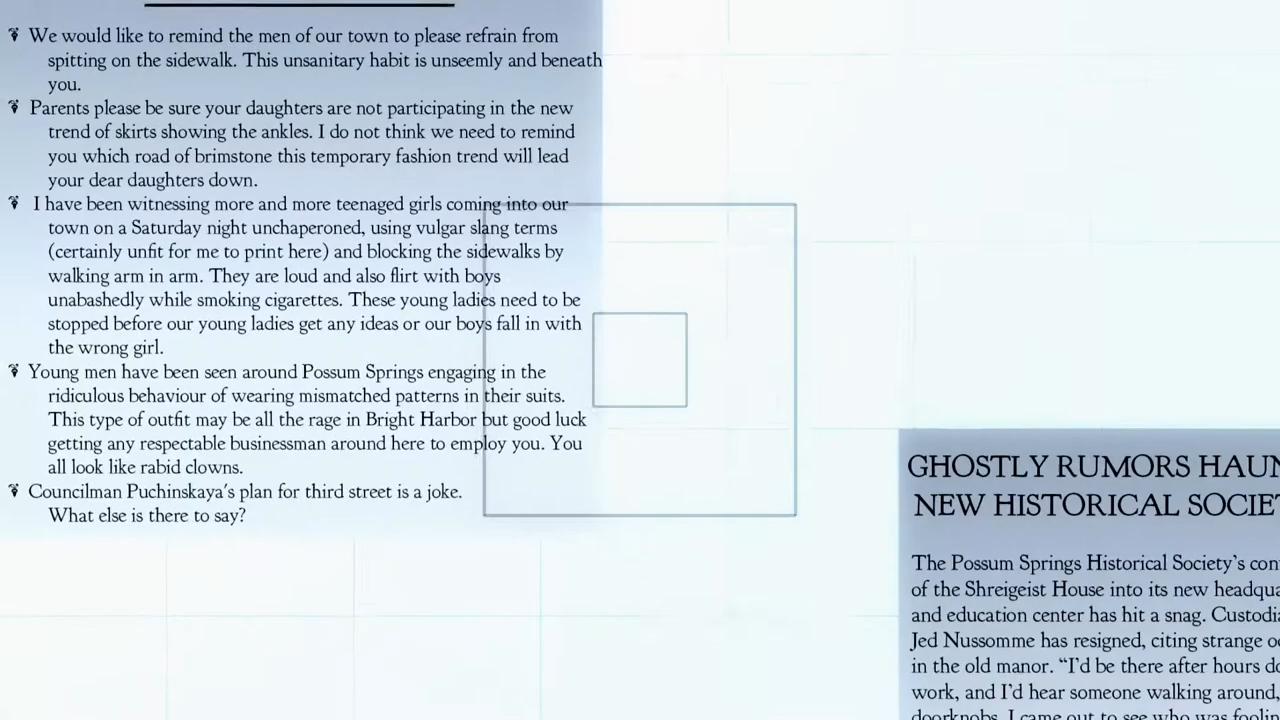 We would like to remind the men of our town to please refrain from
spitting on the sidewalk. This unsanitary habit is unseemly and beneath
you.
Parents please be sure your daughters are not participating in the new
trend of skirts showing the ankles. I do not think we need to remind
you which road of brimstone this temporary fashion trend will lead
your dear daughters down.
I have been witnessing more and more teenaged girls coming into our
town on a Saturday night unchaperoned, using vulgar slang terms
(certainly unfit for me to print here) and blocking the sidewalks by
walking arm in arm. They are loud and also flirt with boys
unabashedly while smoking cigarettes. These young ladies need to be
stopped before our young ladies get any ideas or our boys fall in with
the wrong girl.
Young men have been seen around Possum Springs engaging in the
ridiculous behaviour of wearing mismatched patterns in their suits.
This type of outfit may be all the rage in Bright Harbor but good luck
getting any respectable businessman around here to employ you. You
all look like rabid clowns.
Councilman Puchinskaya's plan for third street is a joke.
What else is there to say?
GHOSTLY RUMORS HAUN
NEW HISTORICAL SOCIE
The Possum Springs Historical Society's con
of the Shreigeist House into its new headqua
and education center has hit a snag. Custodia
Jed Nussomme has resigned, citing strange o
in the old manor. "I'd be there after hours do
work, and I'd hear someone walking around,
doorknobs. I came out to see who was foolin